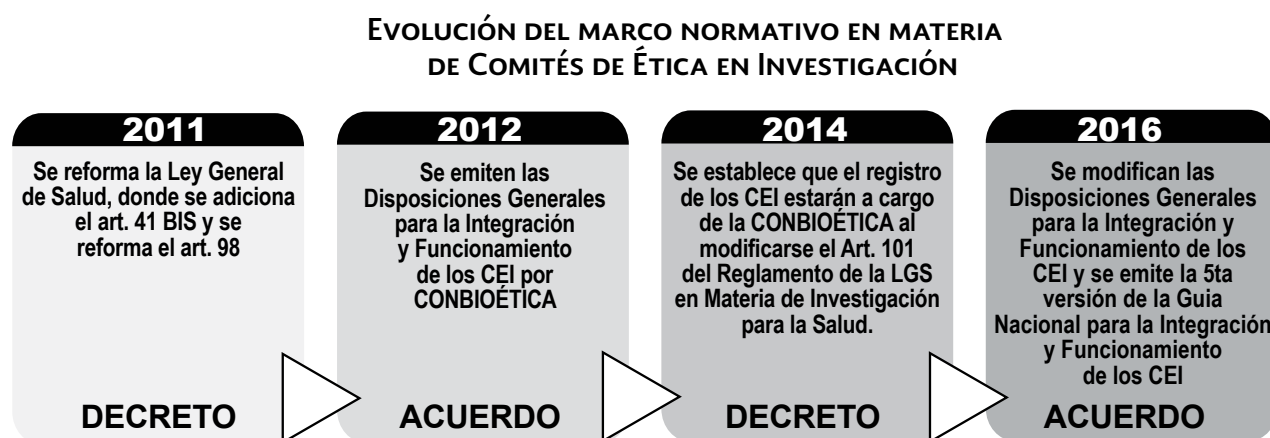 Evolución del marco normativo en materia
de Comités de Ética en Investigación
2011
Se reforma la Ley General
de Salud, donde se adiciona
el art. 41 BIS y se
reforma el art. 98
DECRETO
2012
Se emiten las
Disposiciones Generales
para la Integración
y Funcionamiento
de los CEI por
CONBIOÉTICA
ACUERDO
2014
Se establece que el registro
de los CEI estarán a cargo
de la CONBIOÉTICA al
modificarse el Art. 101
del Reglamento de la LGS
en Materia de Investigación
para la Salud.
DECRETO
2016
Se modifican las
Disposiciones Generales
para la Integración y
Funcionamiento de los
CEI y se emite la 5ta
versión de la Guia
Nacional para la Integración
y Funcionamiento
de los CEI
ACUERDO